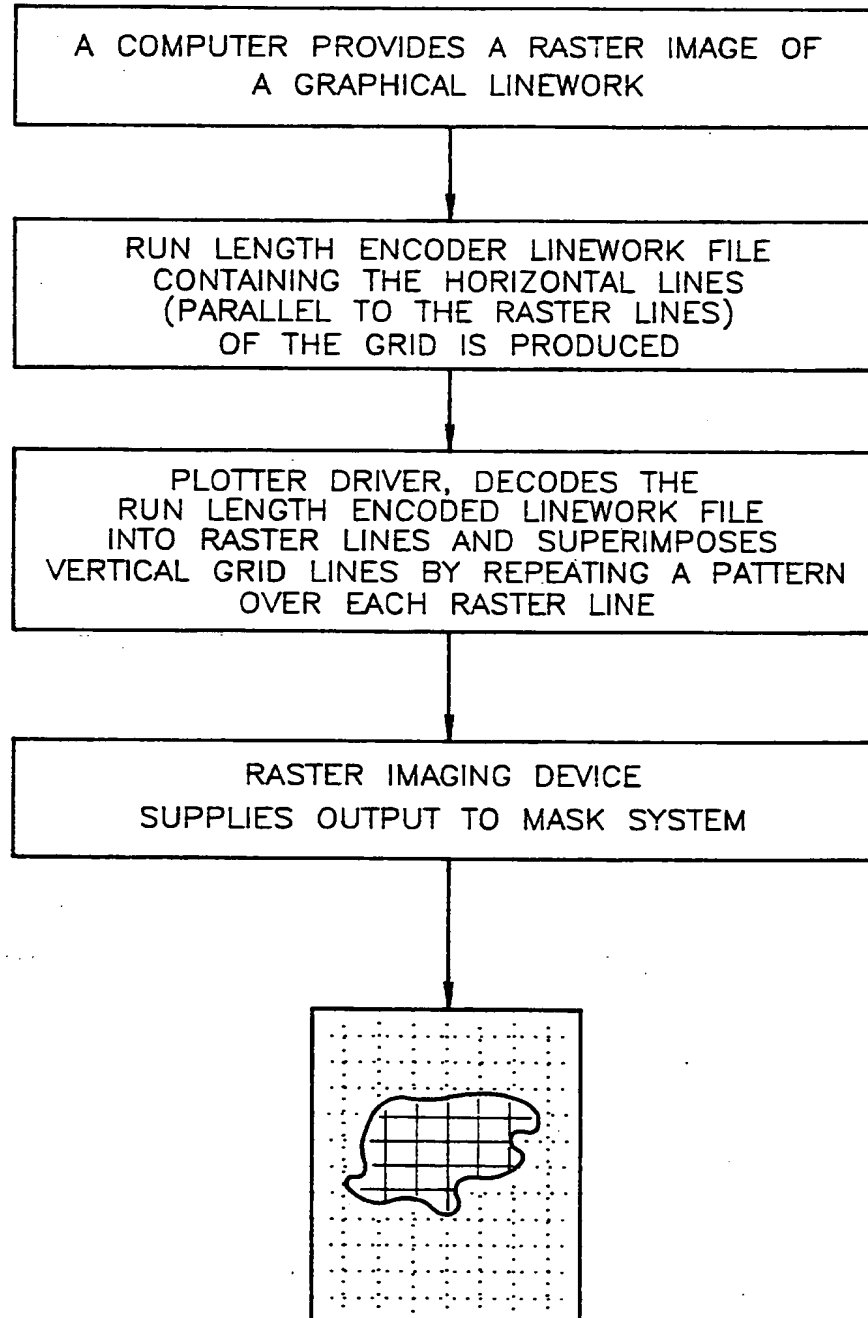 A COMPUTER PROVIDES A RASTER IMAGE OF
A GRAPHICAL LINEWORK
RUN LENGTH ENCODER LINEWORK FILE
CONTAINING THE HORIZONTAL LINES
(PARALLEL TO THE RASTER LINES)
OF THE GRID IS PRODUCED
PLOTTER DRIVER, DECODES THE
RUN LENGTH ENCODED LINEWORK FILE
INTO RASTER LINES AND SUPERIMPOSES
VERTICAL GRID LINES BY REPEATING A PATTERN
OVER EACH RASTER LINE
RASTER IMAGING DEVICE
SUPPLIES OUTPUT TO MASK SYSTEM